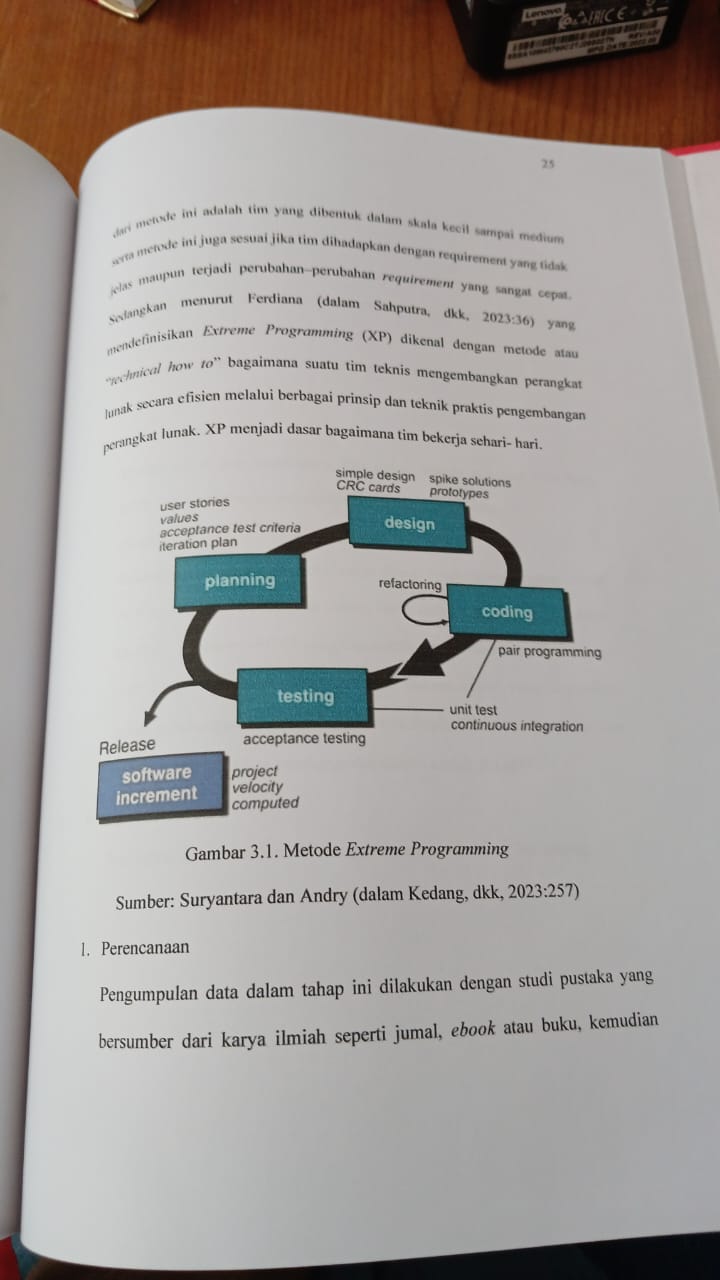 Lenovo
25
dari metode ini adalah tim yang dibentuk dalam skala kecil sampai medium
serta metode ini juga sesuai jika tim dihadapkan dengan requirement yang tidak
jelas maupun terjadi perubahan–perubahan requirement yang sangat cepat.
Sedangkan menurut Ferdiana (dalam Sahputra, dkk, 2023:36) yang
mendefinisikan Extreme Programming (XP) dikenal dengan metode atau
“technical how to” bagaimana suatu tim teknis mengembangkan perangkat
lunak secara efisien melalui berbagai prinsip dan teknik praktis pengembangan
perangkat lunak. XP menjadi dasar bagaimana tim bekerja sehari- hari.
simple design
CRC cards
spike solutions
prototypes
user stories
values
acceptance test criteria
iteration plan
design
planning
refactoring
coding
pair programming
testing
unit test
continuous integration
acceptance testing
Release
software
increment
project
velocity
computed
Gambar 3.1. Metode Extreme Programming
Sumber: Suryantara dan Andry (dalam Kedang, dkk, 2023:257)
1. Perencanaan
Pengumpulan data dalam tahap ini dilakukan dengan studi pustaka yang
bersumber dari karya ilmiah seperti jurnal, ebook atau buku, kemudian